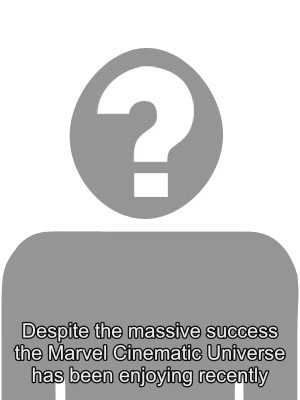 ?
Despite the massive success
the Marvel Cinematic Universe
has been enjoying recently